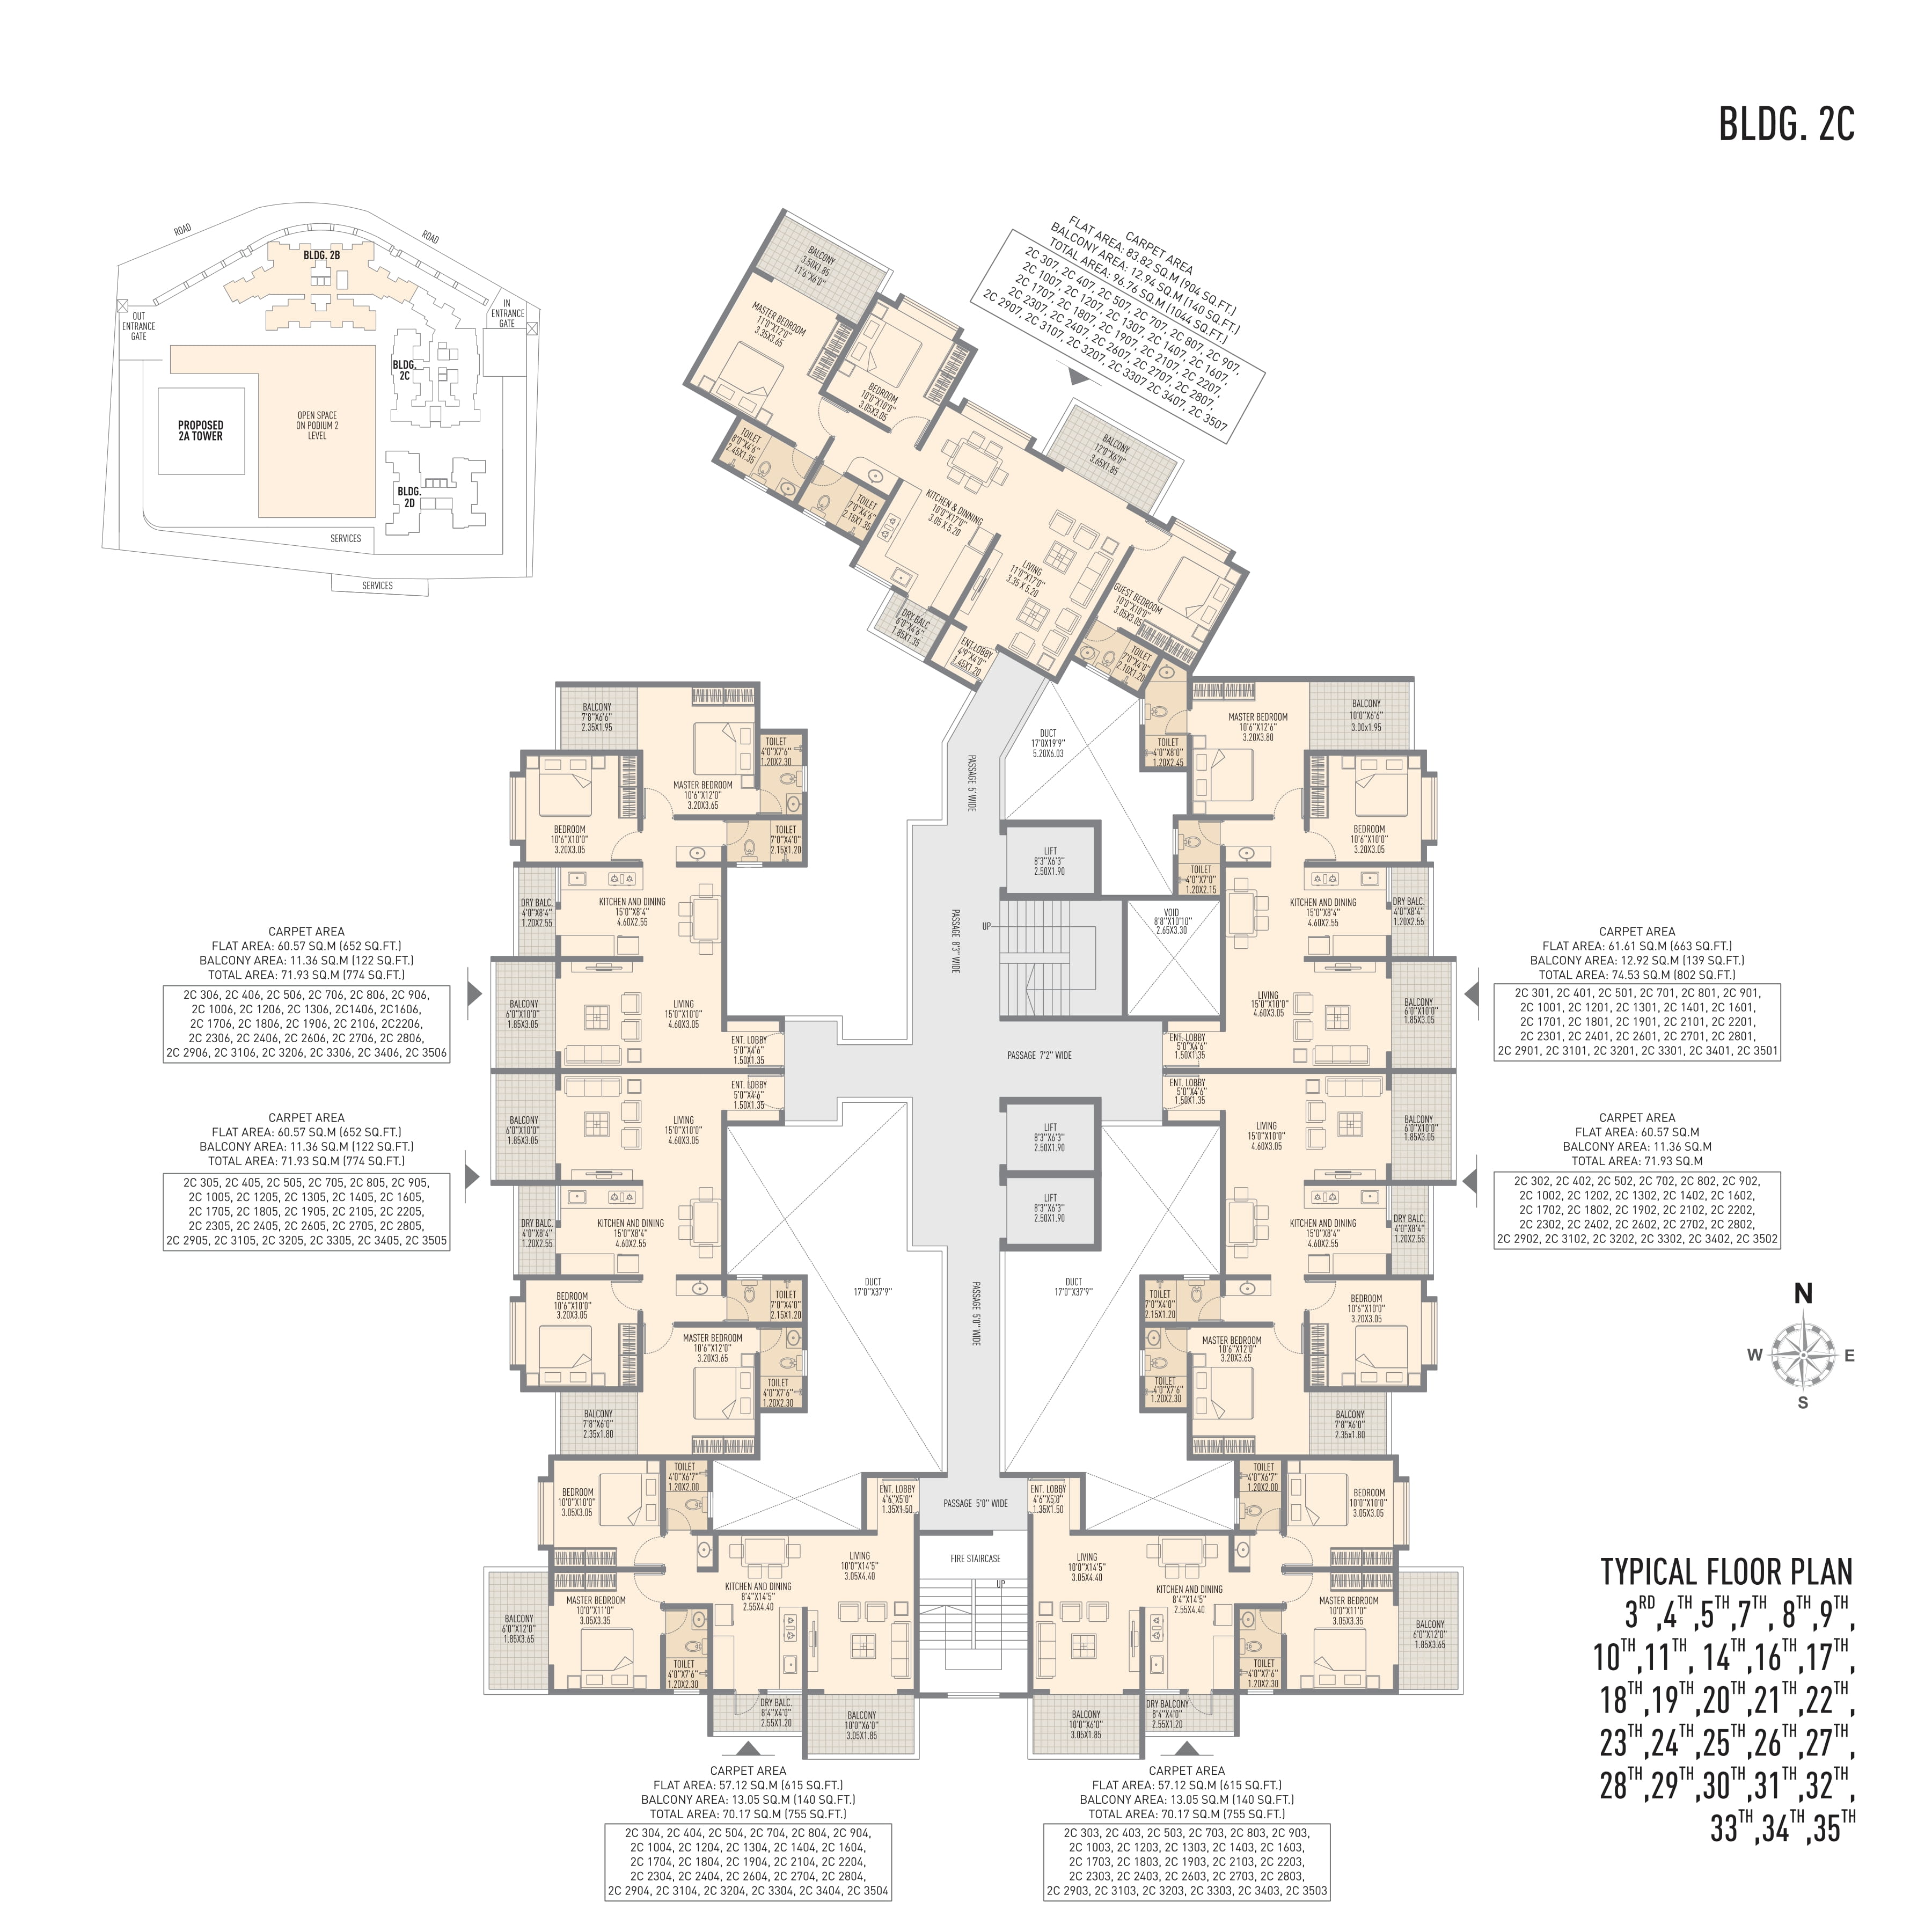 BLDG. 2C
ROAD
ROAD
BLDG. 2B
OUT
ENTRANCE
GATE
IN
ENTRANCE
GATE
BLDG.
2C
PROPOSED
2A TOWER
OPEN SPACE
ON PODIUM 2
LEVEL
BLDG.
2D
SERVICES
SERVICES
CARPET AREA
FLAT AREA: 83.82 SQ.M (904 SQ.FT.)
BALCONY AREA: 12.94 SQ.M (140 SQ.FT.)
TOTAL AREA: 96.76 SQ.M (1044 SQ.FT.)
2C 307, 2C 407, 2C 507, 2C 707, 2C 807, 2C 907,
2C 1007, 2C 1207, 2C 1307, 2C 1407, 2C 1607,
2C 1707, 2C 1807, 2C 1907, 2C 2107, 2C 2207,
2C 2307, 2C 2407, 2C 2607, 2C 2707, 2C 2807,
2C 2907, 2C 3107, 2C 3207, 2C 3307 2C 3407, 2C 3507
BALCONY
3.50X1.85
11'6"X6'0"
MASTER BEDROOM
11'0"X12'0"
3.35X3.65
BEDROOM
10'0"X10'0"
3.05X3.05
TOILET
8'0"X4'6"
2.45X1.35
TOILET
7'0"X4'6"
2.15X1.35
KITCHEN & DINNING
10'0"X17'0"
3.05 X 5.20
BALCONY
12'0"X6'0"
3.65X1.85
LIVING
11'0"X17'0"
3.35 X 5.20
GUEST BEDROOM
10'0"X10'0"
3.05X3.05
DRY BALC
6'0"X4'6"
1.85X1.35
ENT.LOBBY
4'9"X4'0"
1.45X1.20
TOILET
7'0"X4'0"
2.10X1.20
BALCONY
7'8"X6'6"
2.35X1.95
MASTER BEDROOM
10'6"X12'0"
3.20X3.65
TOILET
4'0"X7'6"
1.20X2.30
BEDROOM
10'6"X10'0"
3.20X3.05
TOILET
7'0"X4'0"
2.15X1.20
DRY BALC.
4'0"X8'4"
1.20X2.55
KITCHEN AND DINING
15'0"X8'4"
4.60X2.55
BALCONY
6'0"X10'0"
1.85X3.05
LIVING
15'0"X10'0"
4.60X3.05
ENT. LOBBY
5'0"X4'6"
1.50X1.35
PASSAGE 5' WIDE
DUCT
17'0X19'9"
5.20X6.03
LIFT
8'3"X6'3"
2.50X1.90
PASSAGE 8'3" WIDE
UP
VOID
8'8"X10'10"
2.65X3.30
PASSAGE 7'2" WIDE
TOILET
4'0"X8'0"
1.20X2.45
MASTER BEDROOM
10'6"X12'6"
3.20X3.80
BALCONY
10'0"X6'6"
3.00x1.95
BEDROOM
10'6"X10'0"
3.20X3.05
TOILET
4'0"X7'0"
1.20X2.15
KITCHEN AND DINING
15'0"X8'4"
4.60X2.55
DRY BALC.
4'0"X8'4"
1.20X2.55
LIVING
15'0"X10'0"
4.60X3.05
BALCONY
6'0"X10'0"
1.85X3.05
ENT. LOBBY
5'0"X4'6"
1.50X1.35
CARPET AREA
FLAT AREA: 60.57 SQ.M (652 SQ.FT.)
BALCONY AREA: 11.36 SQ.M (122 SQ.FT.)
TOTAL AREA: 71.93 SQ.M (774 SQ.FT.)
2C 306, 2C 406, 2C 506, 2C 706, 2C 806, 2C 906,
2C 1006, 2C 1206, 2C 1306, 2C1406, 2C1606,
2C 1706, 2C 1806, 2C 1906, 2C 2106, 2C2206,
2C 2306, 2C 2406, 2C 2606, 2C 2706, 2C 2806,
2C 2906, 2C 3106, 2C 3206, 2C 3306, 2C 3406, 2C 3506
CARPET AREA
FLAT AREA: 61.61 SQ.M (663 SQ.FT.)
BALCONY AREA: 12.92 SQ.M (139 SQ.FT.)
TOTAL AREA: 74.53 SQ.M (802 SQ.FT.)
2C 301, 2C 401, 2C 501, 2C 701, 2C 801, 2C 901,
2C 1001, 2C 1201, 2C 1301, 2C 1401, 2C 1601,
2C 1701, 2C 1801, 2C 1901, 2C 2101, 2C 2201,
2C 2301, 2C 2401, 2C 2601, 2C 2701, 2C 2801,
2C 2901, 2C 3101, 2C 3201, 2C 3301, 2C 3401, 2C 3501
CARPET AREA
FLAT AREA: 60.57 SQ.M (652 SQ.FT.)
BALCONY AREA: 11.36 SQ.M (122 SQ.FT.)
TOTAL AREA: 71.93 SQ.M (774 SQ.FT.)
2C 305, 2C 405, 2C 505, 2C 705, 2C 805, 2C 905,
2C 1005, 2C 1205, 2C 1305, 2C 1405, 2C 1605,
2C 1705, 2C 1805, 2C 1905, 2C 2105, 2C 2205,
2C 2305, 2C 2405, 2C 2605, 2C 2705, 2C 2805,
2C 2905, 2C 3105, 2C 3205, 2C 3305, 2C 3405, 2C 3505
CARPET AREA
FLAT AREA: 60.57 SQ.M
BALCONY AREA: 11.36 SQ.M
TOTAL AREA: 71.93 SQ.M
2C 302, 2C 402, 2C 502, 2C 702, 2C 802, 2C 902,
2C 1002, 2C 1202, 2C 1302, 2C 1402, 2C 1602,
2C 1702, 2C 1802, 2C 1902, 2C 2102, 2C 2202,
2C 2302, 2C 2402, 2C 2602, 2C 2702, 2C 2802,
2C 2902, 2C 3102, 2C 3202, 2C 3302, 2C 3402, 2C 3502
BALCONY
6'0"X10'0"
1.85X3.05
LIVING
15'0"X10'0"
4.60X3.05
ENT. LOBBY
5'0"X4'6"
1.50X1.35
DRY BALC.
4'0"X8'4"
1.20X2.55
KITCHEN AND DINING
15'0"X8'4"
4.60X2.55
BEDROOM
10'6"X10'0"
3.20X3.05
TOILET
7'0"X4'0"
2.15X1.20
MASTER BEDROOM
10'6"X12'0"
3.20X3.65
TOILET
4'0"X7'6"
1.20X2.30
BALCONY
7'8"X6'0"
2.35x1.80
DUCT
17'0"X37'9"
LIFT
8'3"X6'3"
2.50X1.90
LIFT
8'3"X6'3"
2.50X1.90
PASSAGE 5'0" WIDE
DUCT
17'0"X37'9"
ENT. LOBBY
5'0"X4'6"
1.50X1.35
LIVING
15'0"X10'0"
4.60X3.05
BALCONY
6'0"X10'0"
1.85X3.05
KITCHEN AND DINING
15'0"X8'4"
4.60X2.55
DRY BALC.
4'0"X8'4"
1.20X2.55
TOILET
7'0"X4'0"
2.15X1.20
BEDROOM
10'6"X10'0"
3.20X3.05
MASTER BEDROOM
10'6"X12'0"
3.20X3.65
TOILET
4'0"X7'6"
1.20X2.30
BALCONY
7'8"X6'0"
2.35x1.80
N
W
E
S
BEDROOM
10'0"X10'0"
3.05X3.05
TOILET
4'0"X6'7"
1.20X2.00
ENT. LOBBY
4'6"X5'0"
1.35X1.50
PASSAGE 5'0" WIDE
ENT. LOBBY
4'6"X5'0"
1.35X1.50
TOILET
4'0"X6'7"
1.20X2.00
BEDROOM
10'0"X10'0"
3.05X3.05
BALCONY
6'0"X12'0"
1.85X3.65
MASTER BEDROOM
10'0"X11'0"
3.05X3.35
TOILET
4'0"X7'6"
1.20X2.30
KITCHEN AND DINING
8'4"X14'5"
2.55X4.40
LIVING
10'0"X14'5"
3.05X4.40
FIRE STAIRCASE
UP
LIVING
10'0"X14'5"
3.05X4.40
KITCHEN AND DINING
8'4"X14'5"
2.55X4.40
MASTER BEDROOM
10'0"X11'0"
3.05X3.35
TOILET
4'0"X7'6"
1.20X2.30
BALCONY
6'0"X12'0"
1.85X3.65
DRY BALC.
8'4"X4'0"
2.55X1.20
BALCONY
10'0"X6'0"
3.05X1.85
BALCONY
10'0"X6'0"
3.05X1.85
DRY BALCONY
8'4"X4'0"
2.55X1.20
CARPET AREA
FLAT AREA: 57.12 SQ.M (615 SQ.FT.)
BALCONY AREA: 13.05 SQ.M (140 SQ.FT.)
TOTAL AREA: 70.17 SQ.M (755 SQ.FT.)
2C 304, 2C 404, 2C 504, 2C 704, 2C 804, 2C 904,
2C 1004, 2C 1204, 2C 1304, 2C 1404, 2C 1604,
2C 1704, 2C 1804, 2C 1904, 2C 2104, 2C 2204,
2C 2304, 2C 2404, 2C 2604, 2C 2704, 2C 2804,
2C 2904, 2C 3104, 2C 3204, 2C 3304, 2C 3404, 2C 3504
CARPET AREA
FLAT AREA: 57.12 SQ.M (615 SQ.FT.)
BALCONY AREA: 13.05 SQ.M (140 SQ.FT.)
TOTAL AREA: 70.17 SQ.M (755 SQ.FT.)
2C 303, 2C 403, 2C 503, 2C 703, 2C 803, 2C 903,
2C 1003, 2C 1203, 2C 1303, 2C 1403, 2C 1603,
2C 1703, 2C 1803, 2C 1903, 2C 2103, 2C 2203,
2C 2303, 2C 2403, 2C 2603, 2C 2703, 2C 2803,
2C 2903, 2C 3103, 2C 3203, 2C 3303, 2C 3403, 2C 3503
TYPICAL FLOOR PLAN
3RD,4TH,5TH,7TH, 8TH,9TH,
10TH,11TH, 14TH,16TH,17TH,
18TH,19TH,20TH,21TH,22TH,
23TH,24TH,25TH,26TH,27TH,
28TH,29TH,30TH,31TH,32TH,
33TH,34TH,35TH